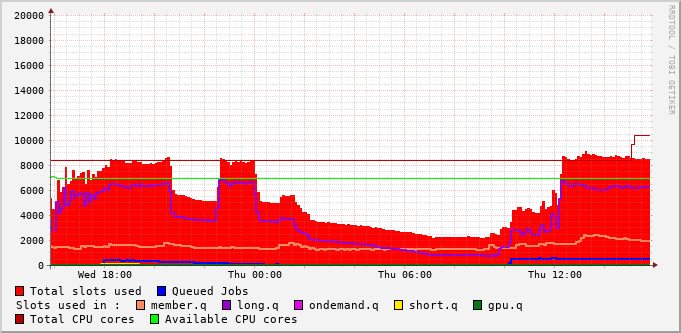 20000
18000
16000
14000
12000
10000
8000
6000
4000
2000
0
Wed 18:00 Thu 00:00 Thu 06:00 Thu 12:00
RRDTOOL / TOBI OETIKER
Total slots used Queued Jobs
Slots used in : member.q long.q ondemand.q short.q gpu.q
Total CPU cores Available CPU cores